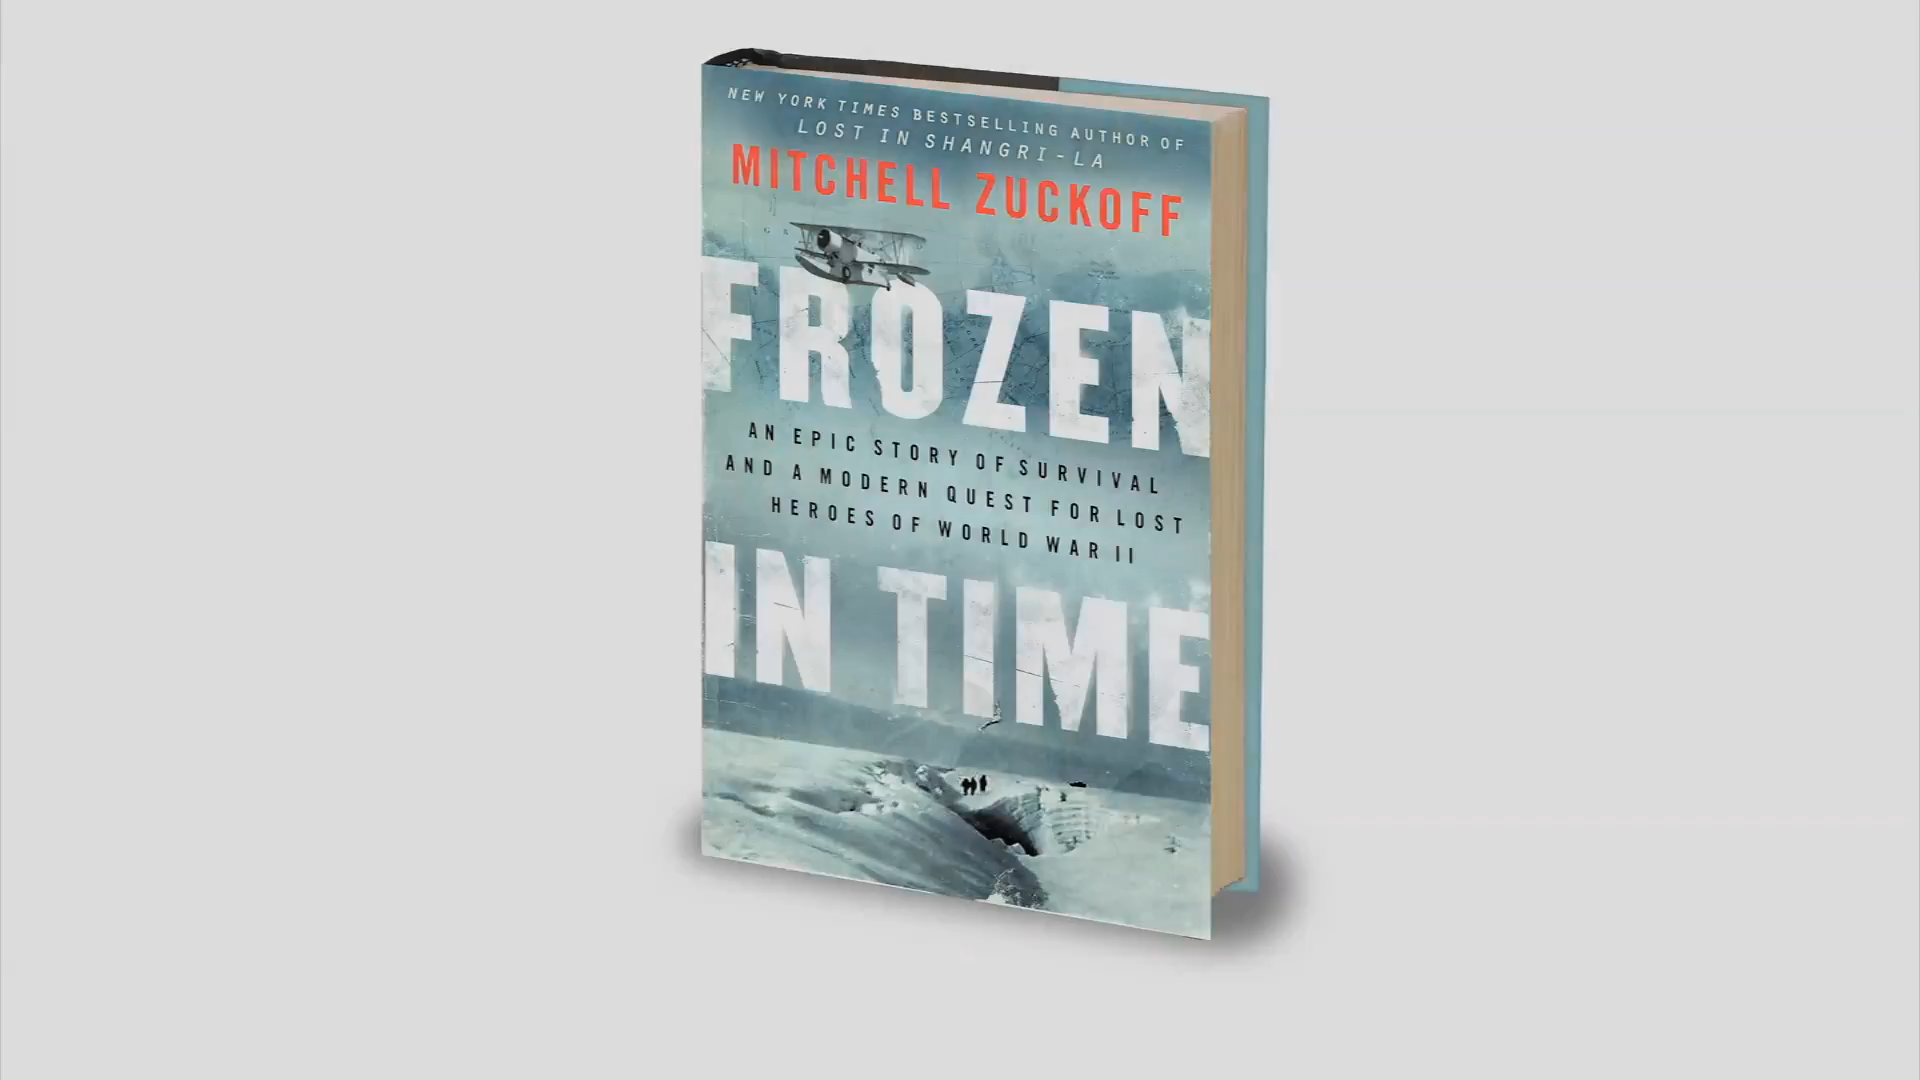 NEW YORK TIMES BESTSELLING AUTHOR OF
LOST IN SHANGRI-LA
MITCHELL ZUCKOFF
FROZEN
AN EPIC STORY OF SURVIVAL
AND A MODERN QUEST FOR LOST
HEROES OF WORLD WAR II
IN TIME